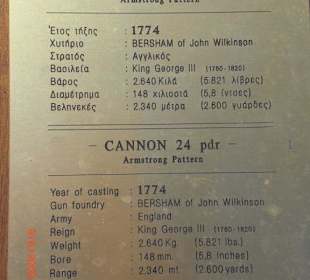 Armstrong Pattern
Έτος τήξης : 1774
Χυτήριο : BERSHAM of John Wilkinson
Στρατός : Αγγλικός
Βασιλεξα : King George III (1760-1820)
Βάρος : 2.640 Κιλά (5.821 λίβρες)
Διαμέτρημα : 148 χιλιοστά (5,8 ίντσες)
Βεληνεκές : 2.340 μέτρα (2.600 γυάρδες)
— CANNON 24 pdr —
Armstrong Pattern
Year of casting : 1774
Gun foundry : BERSHAM of John Wilkinson
Army : England
Reign : King George III (1760-1820)
Weight : 2.640 Kg. (5.821 lbs.)
Bore : 148 mm. (5,8 Inches)
Range : 2.340 mt. (2.600 yards)